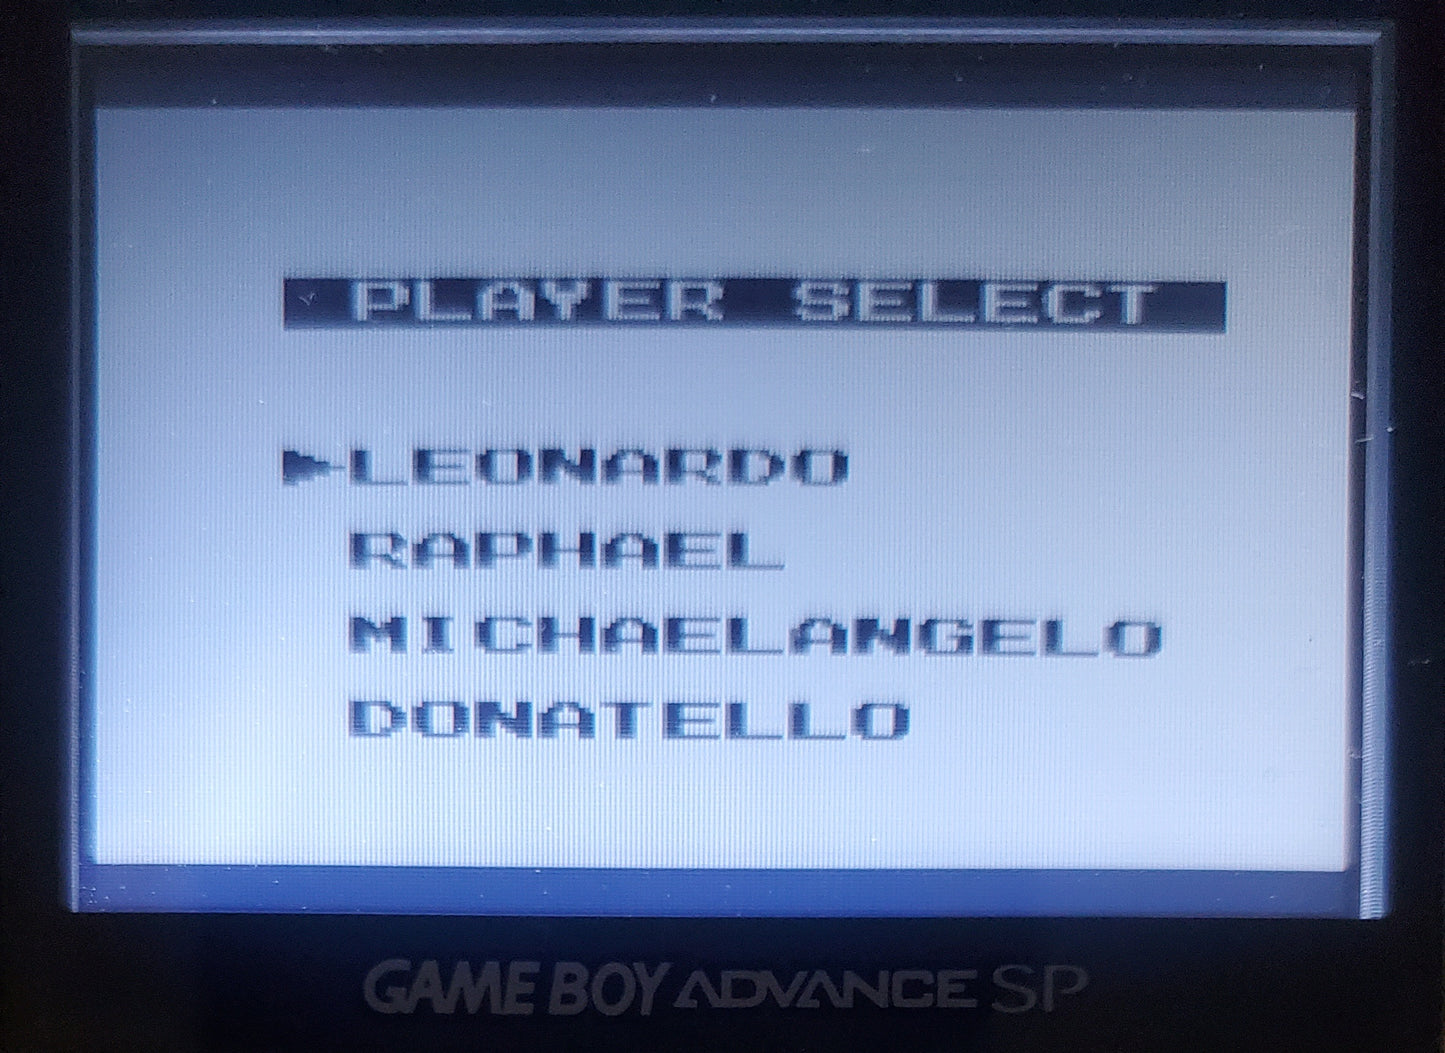 PLAYER SELECT
▶LEONARDO
RAPHAEL
MICHAELANGELO
DONATELLO
GAME BOY ADVANCE SP